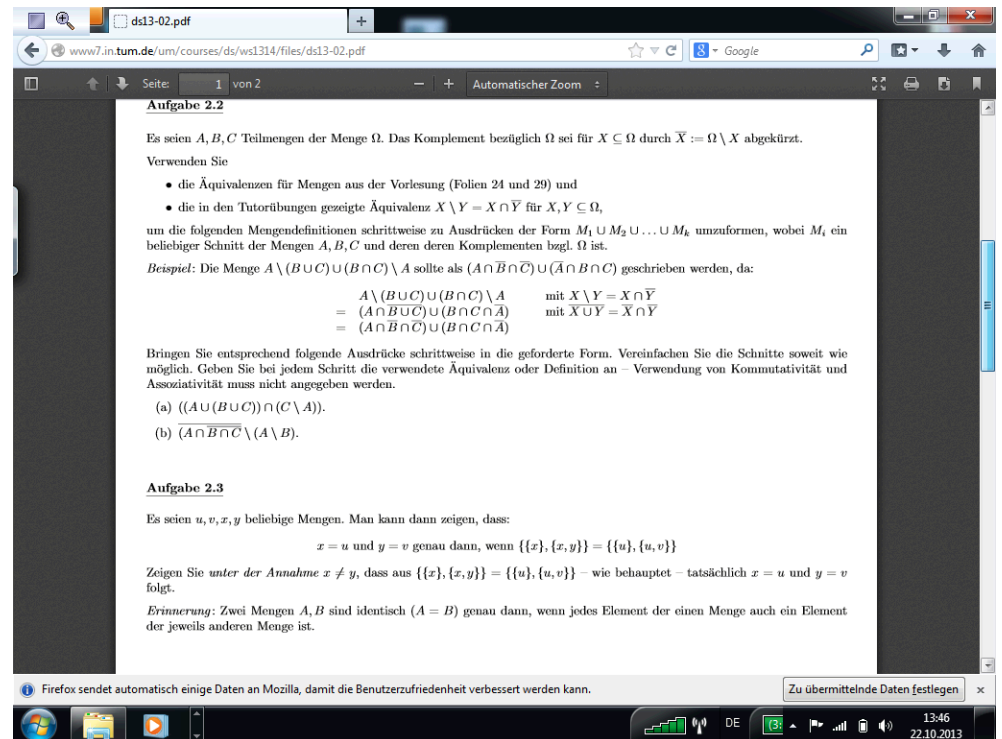 ds13-02.pdf
www7.in.tum.de/um/courses/ds/ws1314/files/ds13-02.pdf
Google
Seite: 1 von 2
Automatischer Zoom
Aufgabe 2.2
Es seien A, B, C Teilmengen der Menge Ω. Das Komplement bezüglich Ω sei für X ⊆ Ω durch X̅ := Ω \ X abgekürzt.
Verwenden Sie
• die Äquivalenzen für Mengen aus der Vorlesung (Folien 24 und 29) und
• die in den Tutorübungen gezeigte Äquivalenz X \ Y = X ∩ Y̅ für X, Y ⊆ Ω,
um die folgenden Mengendefinitionen schrittweise zu Ausdrücken der Form M₁ ∪ M₂ ∪ . . . ∪ Mₖ umzuformen, wobei Mᵢ ein
beliebiger Schnitt der Mengen A, B, C und deren deren Komplementen bzgl. Ω ist.
Beispiel: Die Menge A \ (B ∪ C) ∪ (B ∩ C) \ A sollte als (A ∩ B̅ ∩ C̅) ∪ (A̅ ∩ B ∩ C) geschrieben werden, da:
A \ (B ∪ C) ∪ (B ∩ C) \ A mit X \ Y = X ∩ Y̅
= (A ∩ B̅ ̅∪̅ ̅C̅) ∪ (B ∩ C ∩ A̅) mit X̅ ̅∪̅ ̅Y̅ = X̅ ∩ Y̅
= (A ∩ B̅ ∩ C̅) ∪ (B ∩ C ∩ A̅)
Bringen Sie entsprechend folgende Ausdrücke schrittweise in die geforderte Form. Vereinfachen Sie die Schnitte soweit wie
möglich. Geben Sie bei jedem Schritt die verwendete Äquivalenz oder Definition an – Verwendung von Kommutativität und
Assoziativität muss nicht angegeben werden.
(a) ((A ∪ (B ∪ C)) ∩ (C \ A)).
(b) (̅A̅ ̅∩̅ ̅B̅ ̅∩̅ ̅C̅ \ (A \ B).
Aufgabe 2.3
Es seien u, v, x, y beliebige Mengen. Man kann dann zeigen, dass:
x = u und y = v genau dann, wenn {{x}, {x, y}} = {{u}, {u, v}}
Zeigen Sie unter der Annahme x ≠ y, dass aus {{x}, {x, y}} = {{u}, {u, v}} – wie behauptet – tatsächlich x = u und y = v
folgt.
Erinnerung: Zwei Mengen A, B sind identisch (A = B) genau dann, wenn jedes Element der einen Menge auch ein Element
der jeweils anderen Menge ist.
Firefox sendet automatisch einige Daten an Mozilla, damit die Benutzerzufriedenheit verbessert werden kann.
Zu übermittelnde Daten festlegen
DE
(3:
13:46
22.10.2013